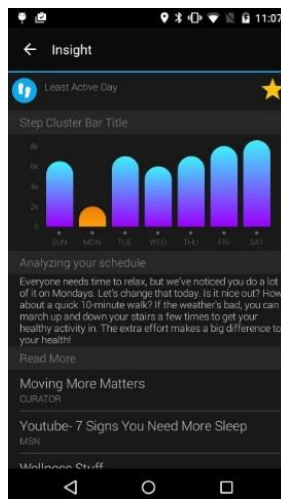 11:07
Insight
Least Active Day
Step Cluster Bar Title
8k
6k
4k
2k
0
SUN MON TUE WED THU FRI SAT
Analyzing your schedule
Everyone needs time to relax, but we've noticed you do a lot
of it on Mondays. Let's change that today. Is it nice out? How
about a quick 10-minute walk? If the weather's bad, you can
march up and down your stairs a few times to get your
healthy activity in. The extra effort makes a big difference to
your health!
Read More
Moving More Matters
CURATOR
Youtube- 7 Signs You Need More Sleep
MSN
Wellness Stuff